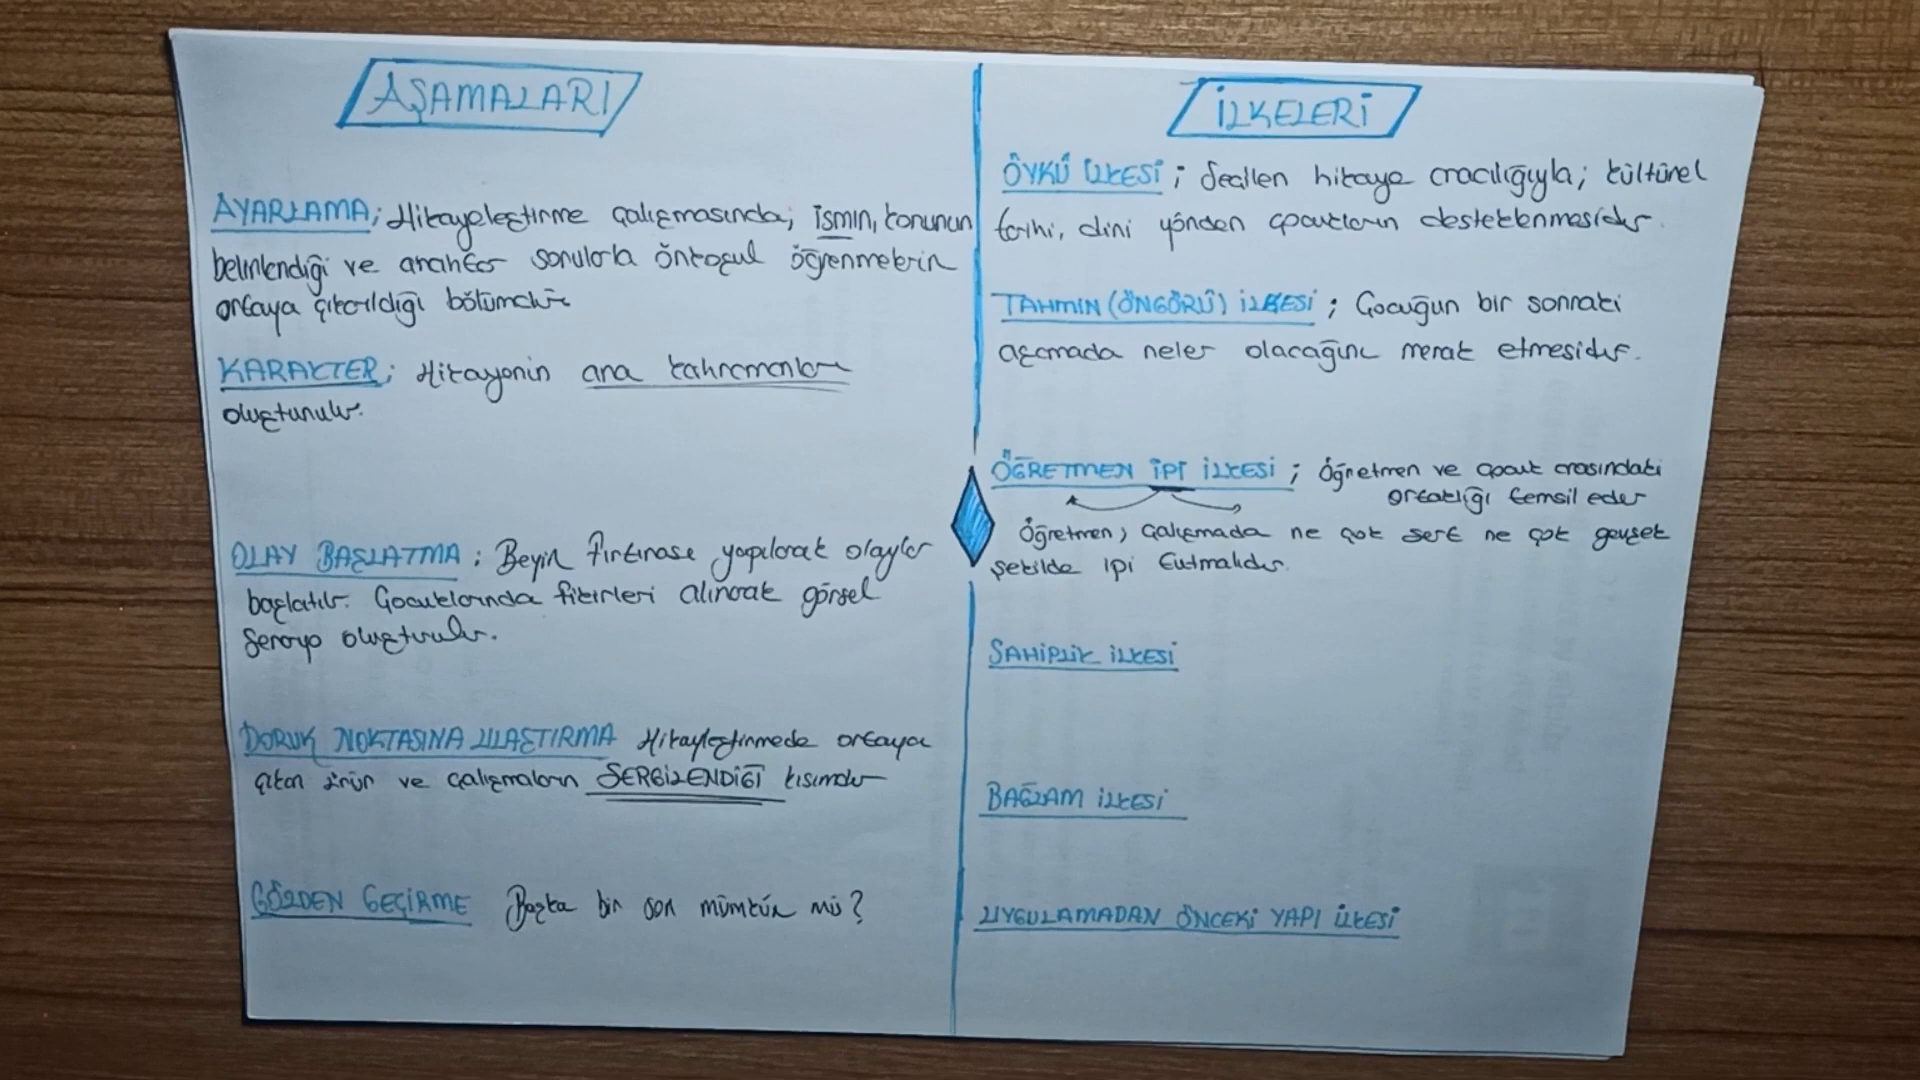 AŞAMALARI
AYARLAMA; Hikayeleştirme çalışmasında; ismin, konunun
belirlendiği ve anahtar sorularla önkoşul öğrenmelerin
ortaya çıkarıldığı bölümdür
KARAKTER; Hikayenin ana kahramanları
oluşturulur.
OLAY BAŞLATMA; Beyin fırtınası yapılarak olaylar
başlatılır. Çocuklarında fikirleri alınarak görsel
Senaryo oluşturulur.
DORUK NOKTASINA ULAŞTIRMA Hikayleştirmede ortaya
çıkan ürün ve çalışmaların SERGİLENDİĞİ kısımdır
GÖZDEN GEÇİRME Başka bir son mümkün mü?
İLKELERİ
ÖYKÜ İLKESİ; Seçilen hikaye aracılığıyla; kültürel
tarihi, dini yönden çocukların desteklenmesidir.
TAHMİN (ÖNGÖRÜ) İLKESİ; Çocuğun bir sonraki
aşamada neler olacağını merak etmesidir.
ÖĞRETMEN İPİ İLKESİ; Öğretmen ve çocuk arasındaki
ortaklığı temsil eder
Öğretmen; çalışmada ne çok sert ne çok gevşek
şekilde ipi tutmalıdır.
SAHİPLİK İLKESİ
BAĞLAM İLKESİ
UYGULAMADAN ÖNCEKİ YAPI İLKESİ